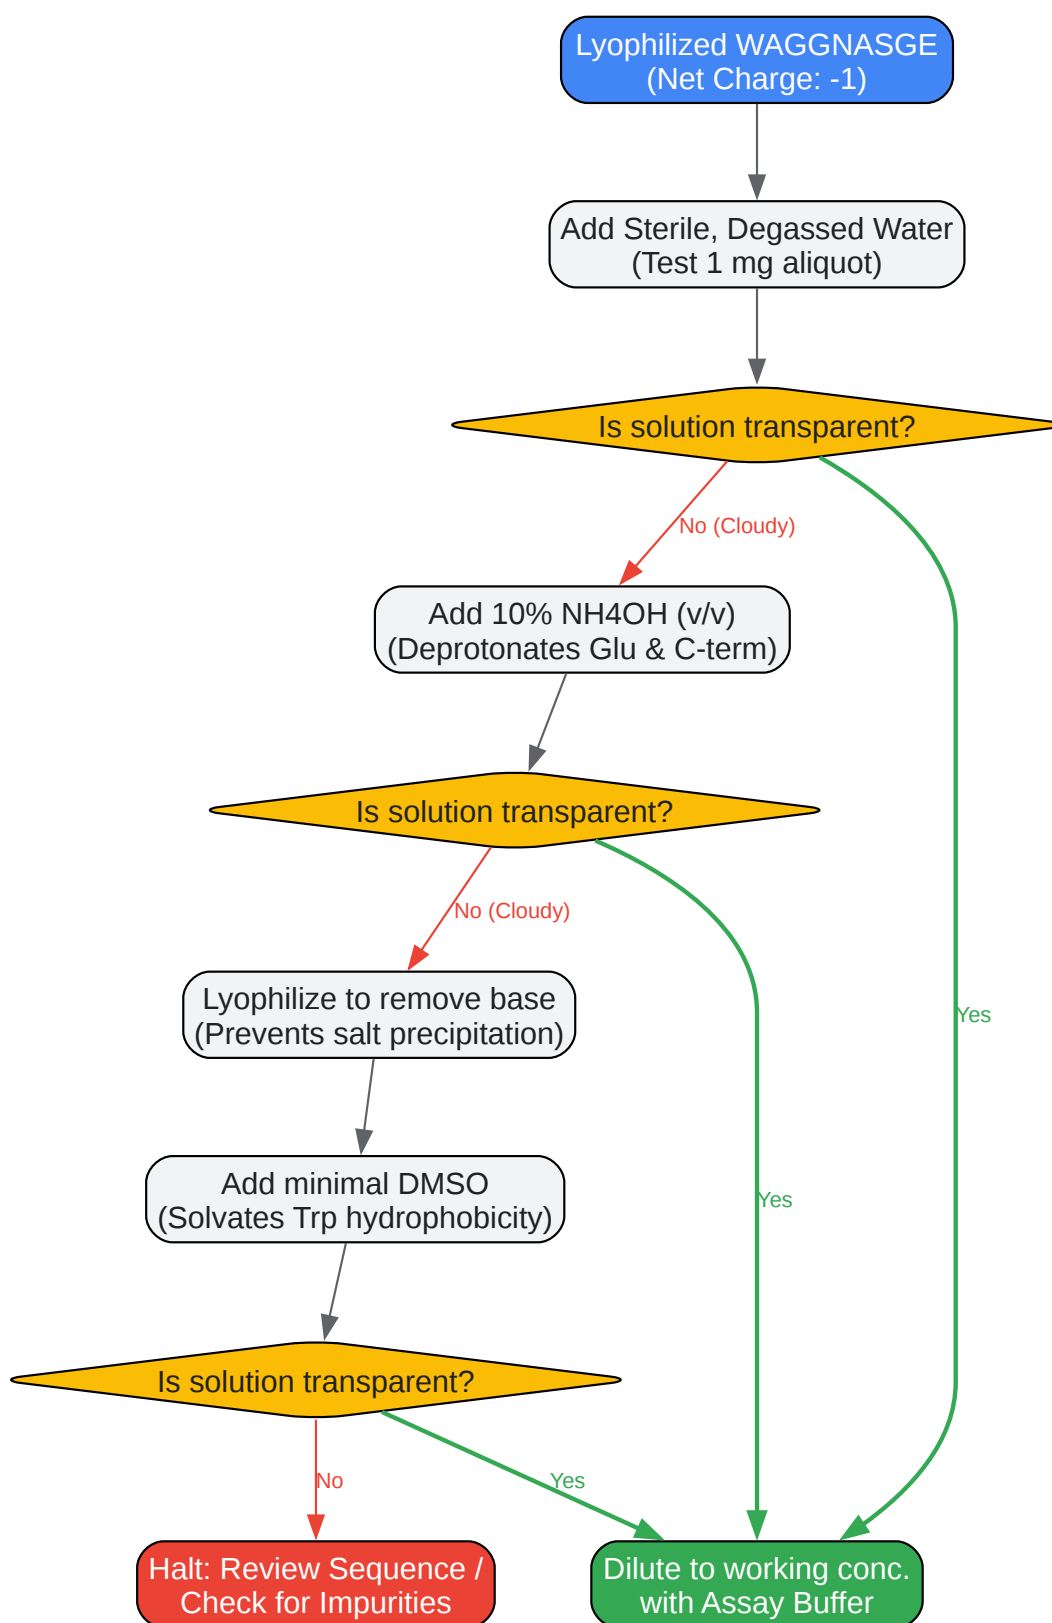 Lyophilized WAGGNASGE
(Net Charge: -1)
Add Sterile, Degassed Water
(Test 1 mg aliquot)
Is solution transparent?
No (Cloudy)
Add 10% NH4OH (v/v)
(Deprotonates Glu & C-term)
Is solution transparent?
No (Cloudy)
Lyophilize to remove base
(Prevents salt precipitation)
Yes
Add minimal DMSO
(Solvates Trp hydrophobicity)
Yes
Is solution transparent?
No
Yes
Halt: Review Sequence /
Check for Impurities
Dilute to working conc.
with Assay Buffer